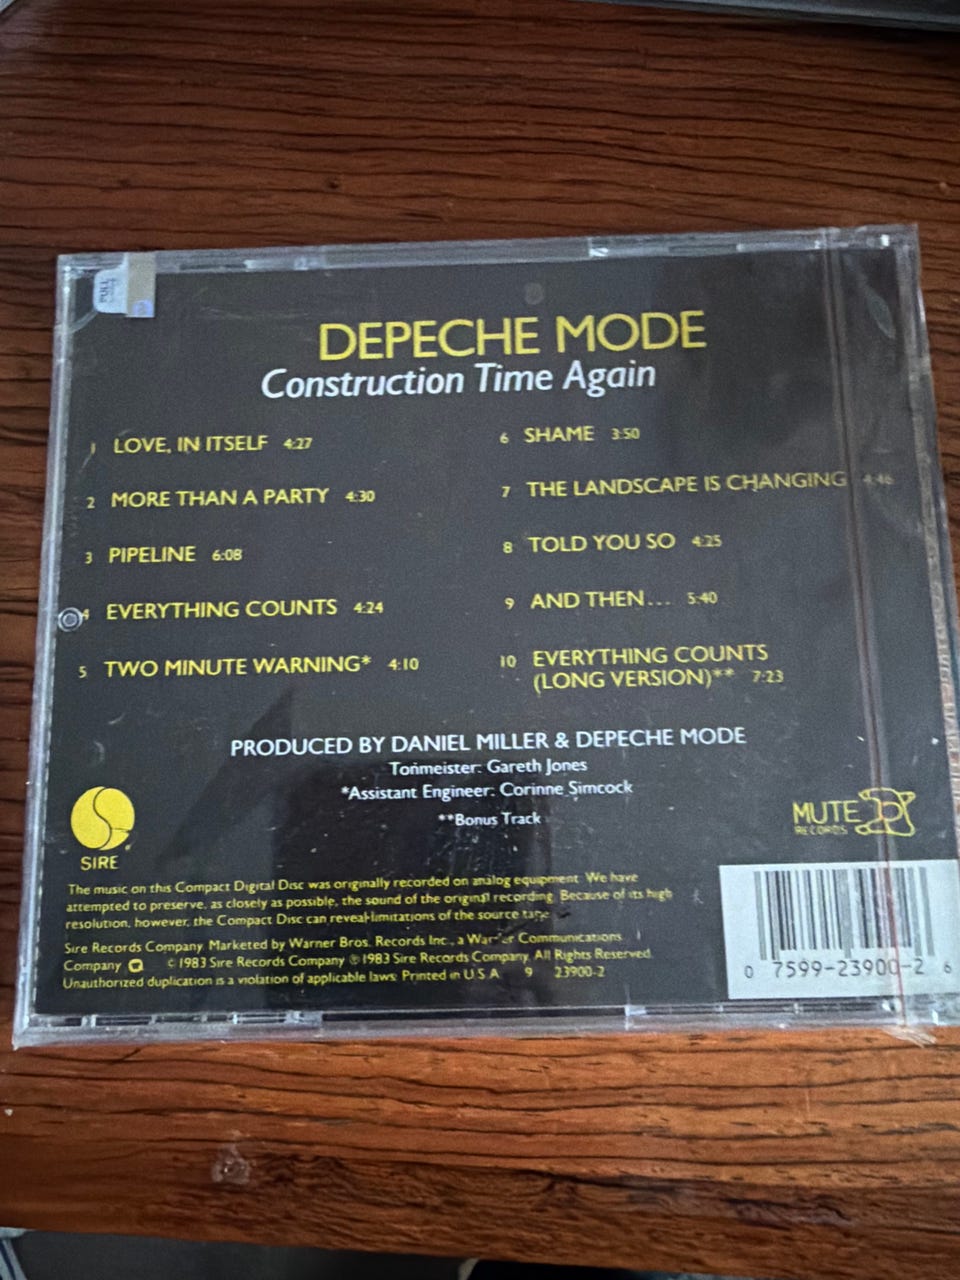 PULL
DEPECHE MODE
Construction Time Again
1 LOVE, IN ITSELF 4:27
2 MORE THAN A PARTY 4:30
3 PIPELINE 6:08
4 EVERYTHING COUNTS 4:24
5 TWO MINUTE WARNING* 4:10
6 SHAME 3:50
7 THE LANDSCAPE IS CHANGING 4:46
8 TOLD YOU SO 4:25
9 AND THEN... 5:40
10 EVERYTHING COUNTS
(LONG VERSION)** 7:23
PRODUCED BY DANIEL MILLER & DEPECHE MODE
Tonmeister: Gareth Jones
*Assistant Engineer: Corinne Simcock
**Bonus Track
SIRE
MUTE
RECORDS
The music on this Compact Digital Disc was originally recorded on analog equipment. We have
attempted to preserve, as closely as possible, the sound of the original recording. Because of its high
resolution, however, the Compact Disc can reveal limitations of the source tape.
Sire Records Company. Marketed by Warner Bros. Records Inc., a Warner Communications
Company © 1983 Sire Records Company ℗ 1983 Sire Records Company. All Rights Reserved.
Unauthorized duplication is a violation of applicable laws. Printed in U.S.A. 9 23900-2
0 7599-23900-2 6